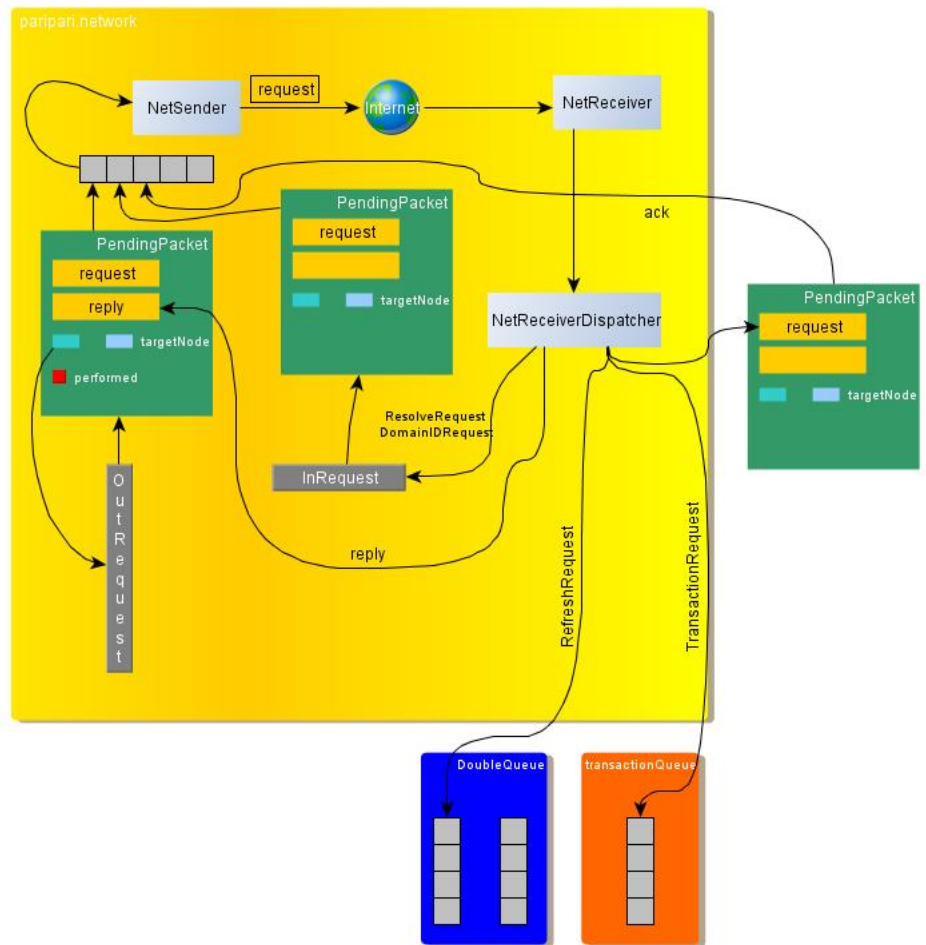 paripari.network
NetSender
request
Internet
NetReceiver
PendingPacket
request
targetNode
ack
PendingPacket
request
reply
targetNode
performed
NetReceiverDispatcher
PendingPacket
request
targetNode
ResolveRequest
DomainIDRequest
InRequest
OutRequest
reply
RefreshRequest
TransactionRequest
DoubleQueue
transactionQueue